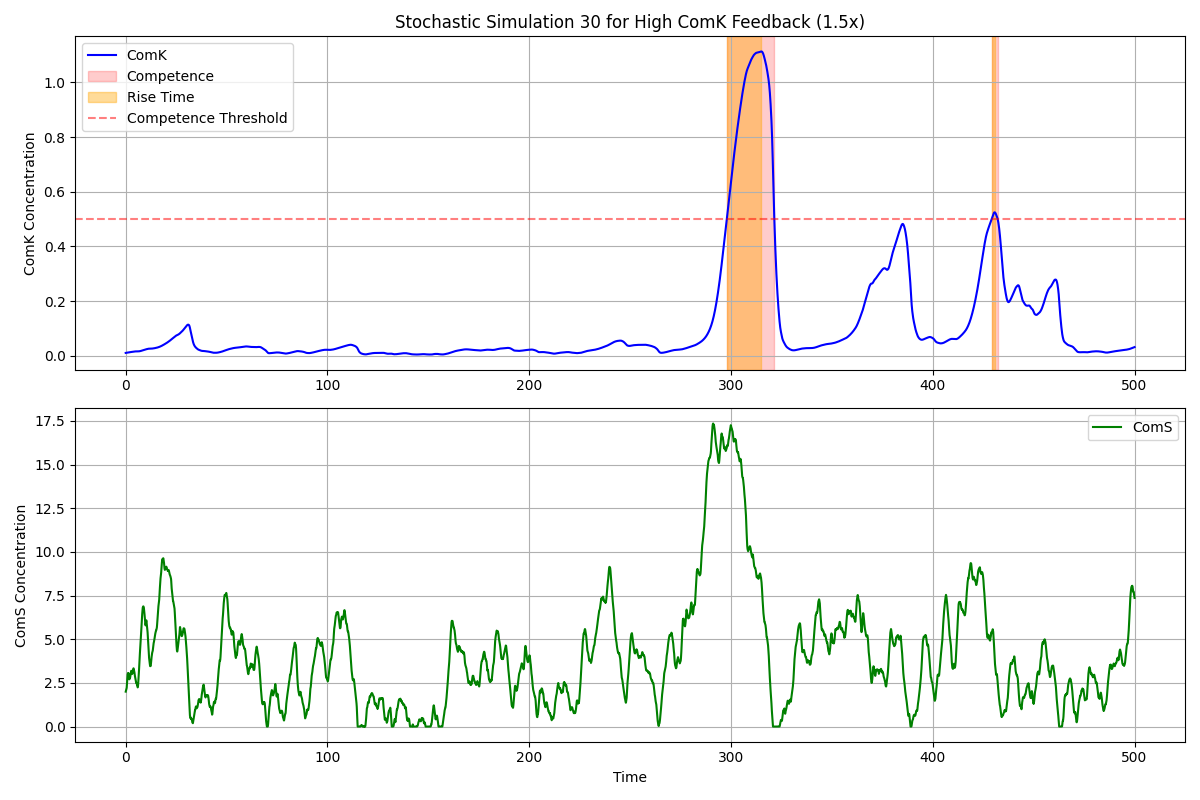 Stochastic Simulation 30 for High ComK Feedback (1.5x)
ComK
Competence
Rise Time
Competence Threshold
ComK Concentration
1.0
0.8
0.6
0.4
0.2
0.0
0 100 200 300 400 500
ComS
ComS Concentration
17.5
15.0
12.5
10.0
7.5
5.0
2.5
0.0
0 100 200 300 400 500
Time